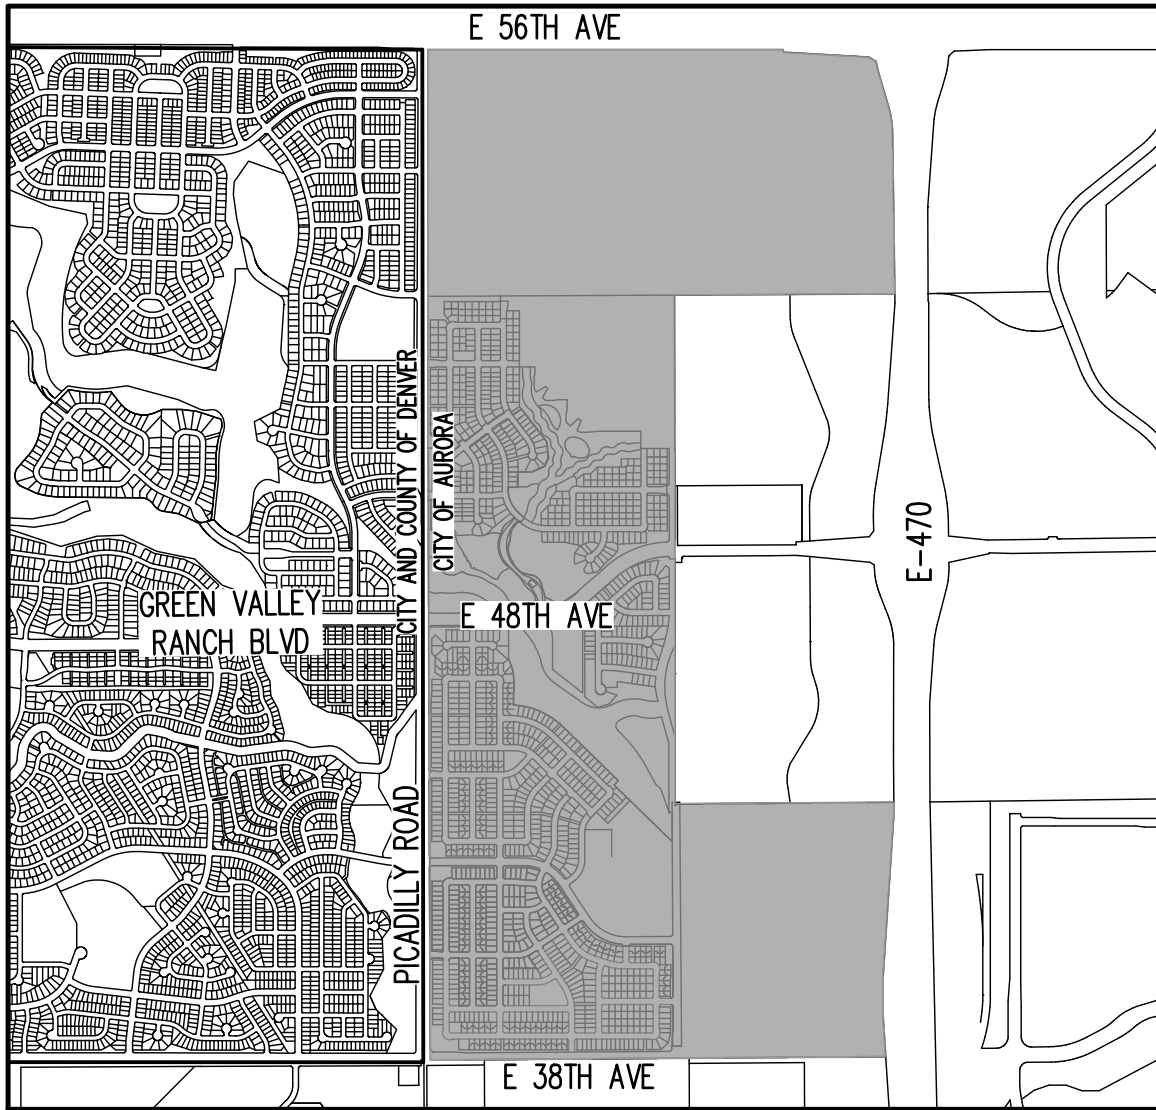 E 56TH AVE
CITY AND COUNTY OF DENVER
CITY OF AURORA
E-470
GREEN VALLEY
RANCH BLVD
E 48TH AVE
PICADILLY ROAD
E 38TH AVE